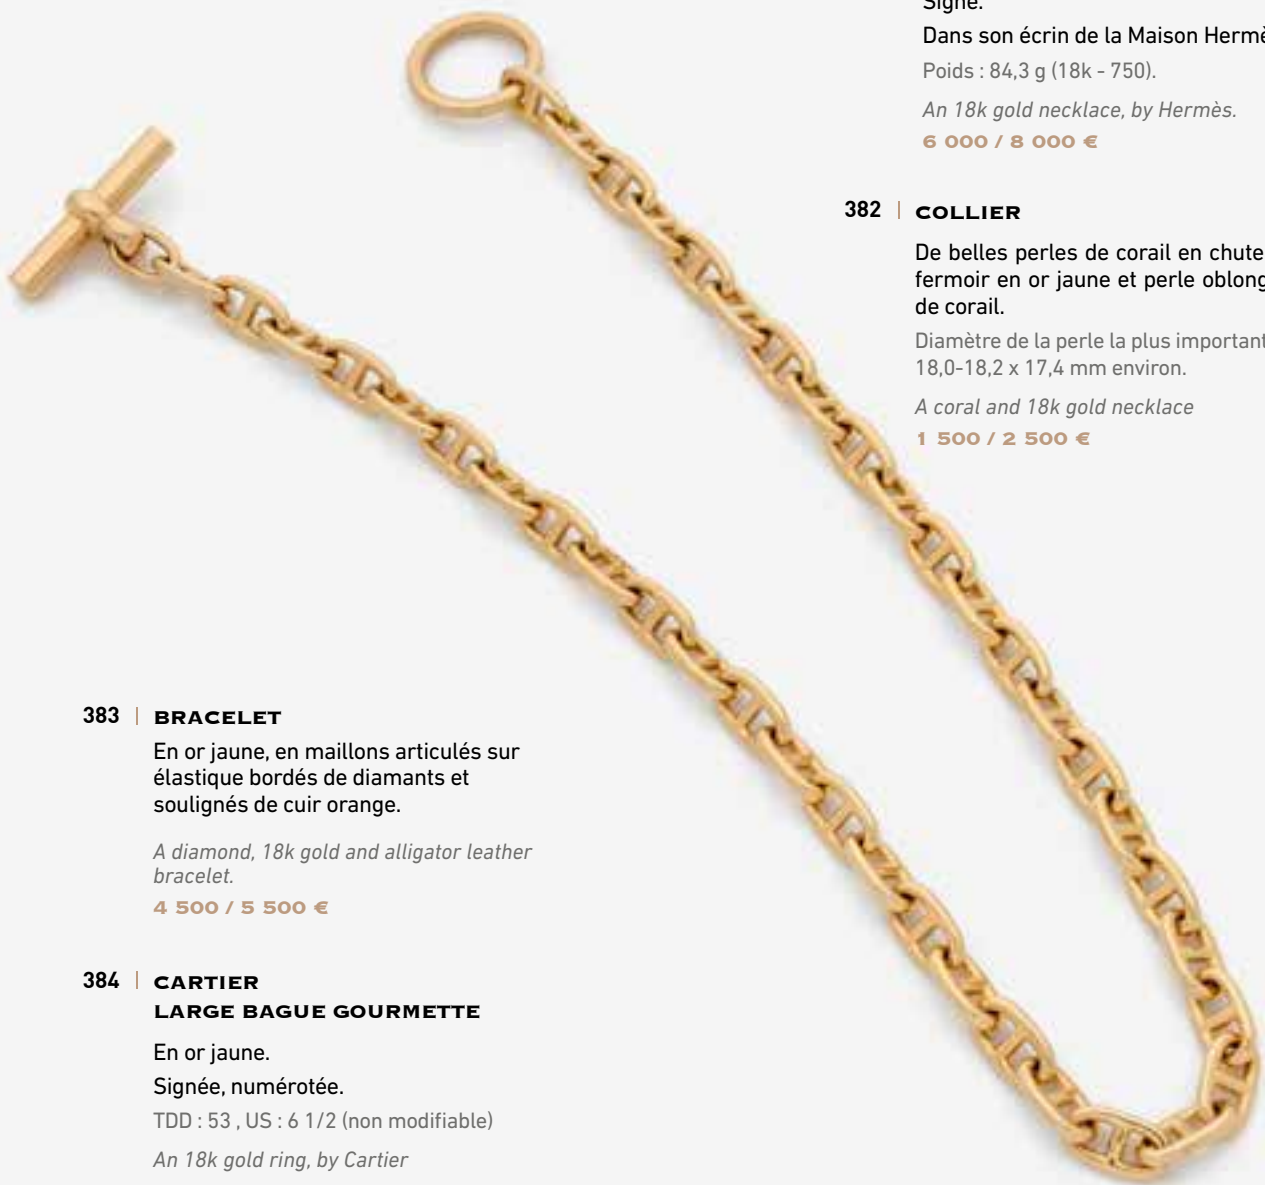 Signé.
Dans son écrin de la Maison
Poids : 84,3 g (18k - 750).
An 18k gold necklace, by Hermès.
6 000 / 8 000 €
382 | COLLIER
De belles perles de corail en chute
fermoir en or jaune et perle
de corail.
Diamètre de la perle la plus
18,0-18,2 x 17,4 mm environ.
A coral and 18k gold necklace
1 500 / 2 500 €
383 | BRACELET
En or jaune, en maillons articulés sur
élastique bordés de diamants et
soulignés de cuir orange.
A diamond, 18k gold and alligator leather
bracelet.
4 500 / 5 500 €
384 | CARTIER
LARGE BAGUE GOURMETTE
En or jaune.
Signée, numérotée.
TDD : 53 , US : 6 1/2 (non modifiable)
An 18k gold ring, by Cartier